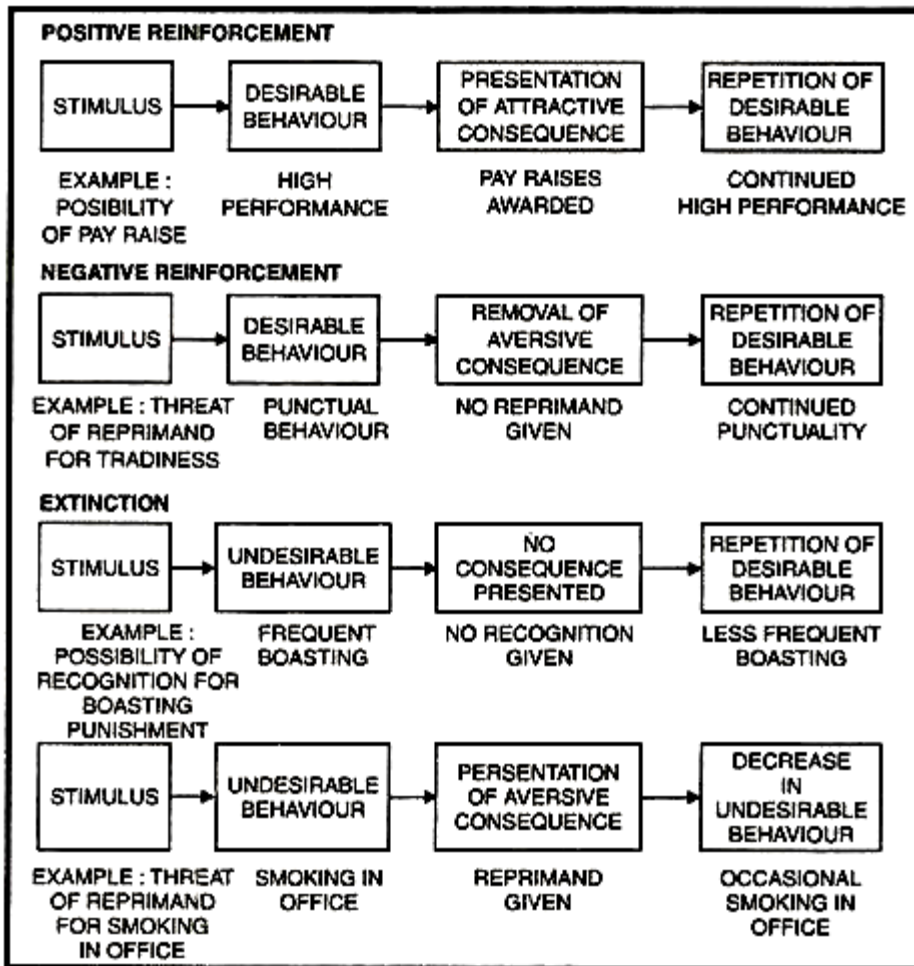 POSITIVE REINFORCEMENT
STIMULUS
DESIRABLE
BEHAVIOUR
PRESENTATION
OF ATTRACTIVE
CONSEQUENCE
REPETITION OF
DESIRABLE
BEHAVIOUR
EXAMPLE :
POSIBILITY
OF PAY RAISE
HIGH
PERFORMANCE
PAY RAISES
AWARDED
CONTINUED
HIGH PERFORMANCE
NEGATIVE REINFORCEMENT
STIMULUS
DESIRABLE
BEHAVIOUR
REMOVAL OF
AVERSIVE
CONSEQUENCE
REPETITION OF
DESIRABLE
BEHAVIOUR
EXAMPLE : THREAT
OF REPRIMAND
FOR TRADINESS
PUNCTUAL
BEHAVIOUR
NO REPRIMAND
GIVEN
CONTINUED
PUNCTUALITY
EXTINCTION
STIMULUS
UNDESIRABLE
BEHAVIOUR
NO
CONSEQUENCE
PRESENTED
REPETITION OF
DESIRABLE
BEHAVIOUR
EXAMPLE :
POSSIBILITY OF
RECOGNITION FOR
BOASTING
PUNISHMENT
FREQUENT
BOASTING
NO RECOGNITION
GIVEN
LESS FREQUENT
BOASTING
STIMULUS
UNDESIRABLE
BEHAVIOUR
PERSENTATION
OF AVERSIVE
CONSEQUENCE
DECREASE
IN
UNDESIRABLE
BEHAVIOUR
EXAMPLE : THREAT
OF REPRIMAND
FOR SMOKING
IN OFFICE
SMOKING IN
OFFICE
REPRIMAND
GIVEN
OCCASIONAL
SMOKING IN
OFFICE